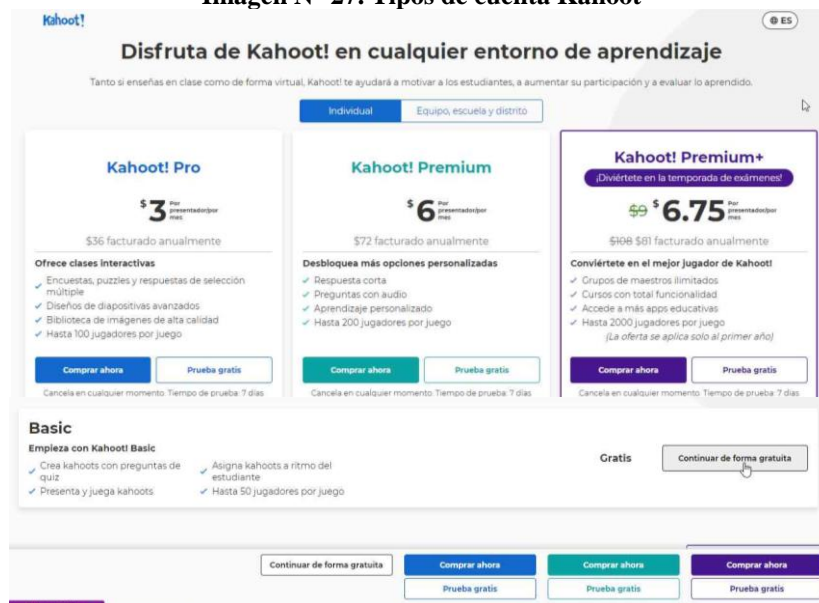 Imagen N° 27. Tipos de cuenta Kahoot
Kahoot!
ES
Disfruta de Kahoot! en cualquier entorno de aprendizaje
Tanto si enseñas en clase como de forma virtual, Kahoot! te ayudará a motivar a los estudiantes, a aumentar su participación y a evaluar lo aprendido.
Individual
Equipo, escuela y distrito
Kahoot! Pro
$3 Por presentador/por mes
$36 facturado anualmente
Ofrece clases interactivas
Encuestas, puzzles y respuestas de selección
múltiple
Diseños de diapositivas avanzados
Biblioteca de imágenes de alta calidad
Hasta 100 jugadores por juego
Comprar ahora
Prueba gratis
Cancela en cualquier momento. Tiempo de prueba: 7 días
Kahoot! Premium
$6 Por presentador/por mes
$72 facturado anualmente
Desbloquea más opciones personalizadas
Respuesta corta
Preguntas con audio
Aprendizaje personalizado
Hasta 200 jugadores por juego
Comprar ahora
Prueba gratis
Cancela en cualquier momento. Tiempo de prueba: 7 días
Kahoot! Premium+
¡Diviértete en la temporada de exámenes!
$9 $6.75 Por presentador/por mes
$108 $81 facturado anualmente
Conviértete en el mejor jugador de Kahoot!
Grupos de maestros ilimitados
Cursos con total funcionalidad
Accede a más apps educativas
Hasta 2000 jugadores por juego
(La oferta se aplica solo al primer año)
Comprar ahora
Prueba gratis
Cancela en cualquier momento. Tiempo de prueba: 7 días
Basic
Empieza con Kahoot! Basic
Crea kahoots con preguntas de
quiz
Presenta y juega kahoots
Asigna kahoots a ritmo del
estudiante
Hasta 50 jugadores por juego
Gratis
Continuar de forma gratuita
Continuar de forma gratuita
Comprar ahora
Comprar ahora
Comprar ahora
Prueba gratis
Prueba gratis
Prueba gratis